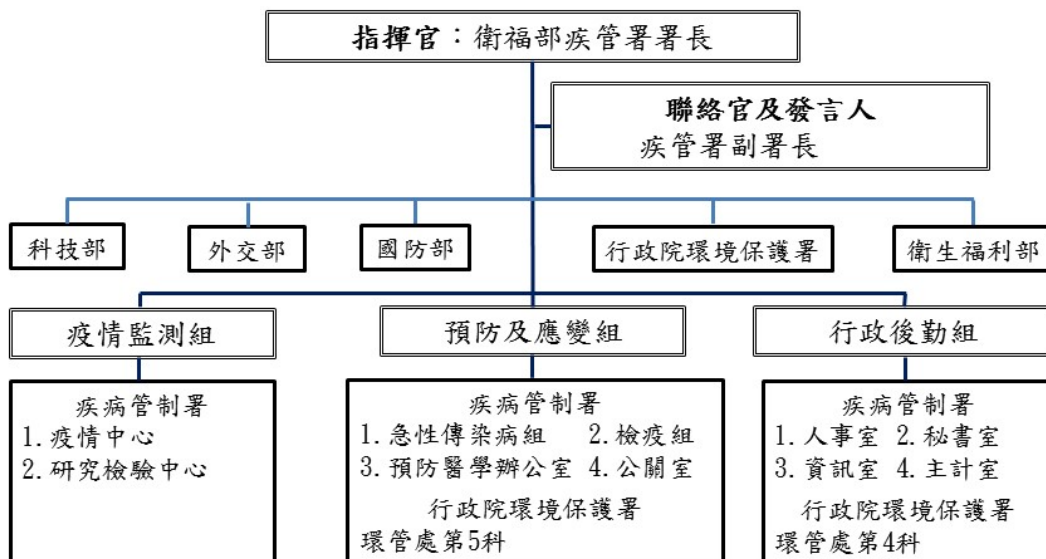 指揮官：衛福部疾管署署長
聯絡官及發言人
疾管署副署長
科技部
外交部
國防部
行政院環境保護署
衛生福利部
疫情監測組
預防及應變組
行政後勤組
疾病管制署
1.疫情中心
2.研究檢驗中心
疾病管制署
1.急性傳染病組 2.檢疫組
3.預防醫學辦公室 4.公關室
行政院環境保護署
環管處第5科
疾病管制署
1.人事室 2.秘書室
3.資訊室 4.主計室
行政院環境保護署
環管處第4科